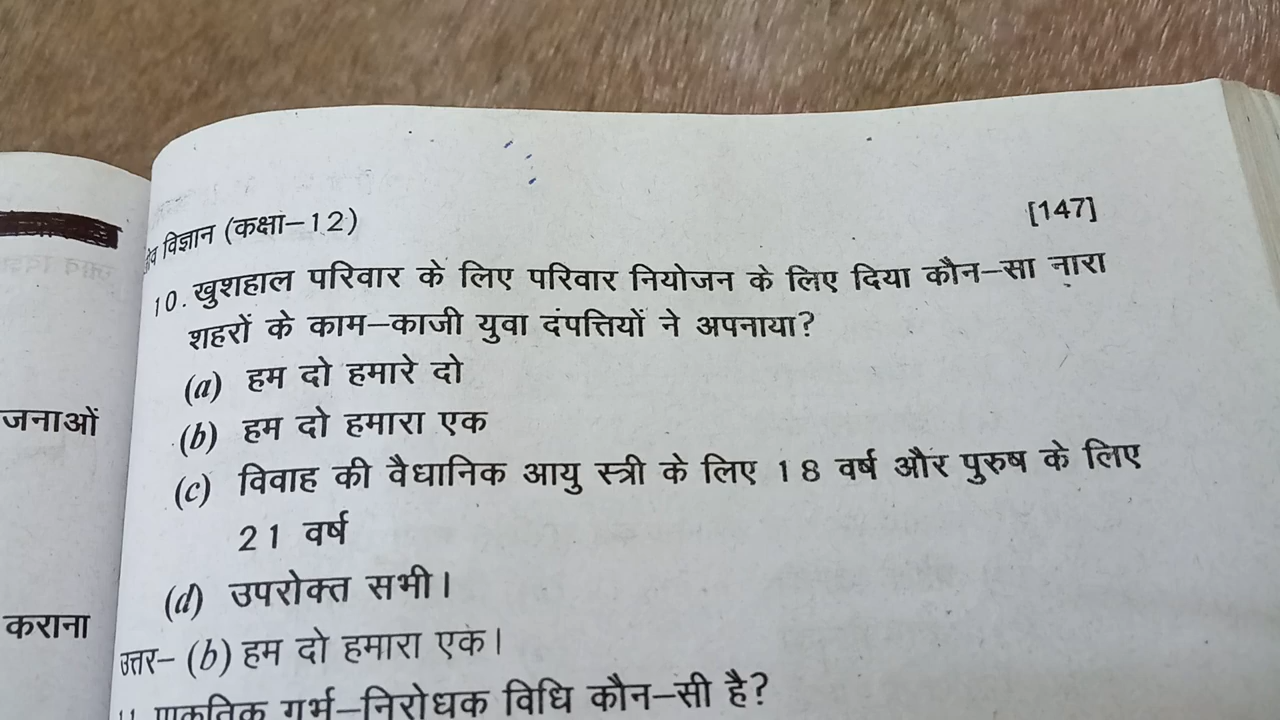 जनाओं
कराना
विज्ञान (कक्षा–12)
[147]
10. खुशहाल परिवार के लिए परिवार नियोजन के लिए दिया कौन–सा नारा
शहरों के काम–काजी युवा दंपत्तियों ने अपनाया?
(a) हम दो हमारे दो
(b) हम दो हमारा एक
(c) विवाह की वैधानिक आयु स्त्री के लिए 18 वर्ष और पुरुष के लिए
21 वर्ष
(d) उपरोक्त सभी।
उत्तर– (b) हम दो हमारा एक।
गर्भ–निरोधक विधि कौन–सी है?